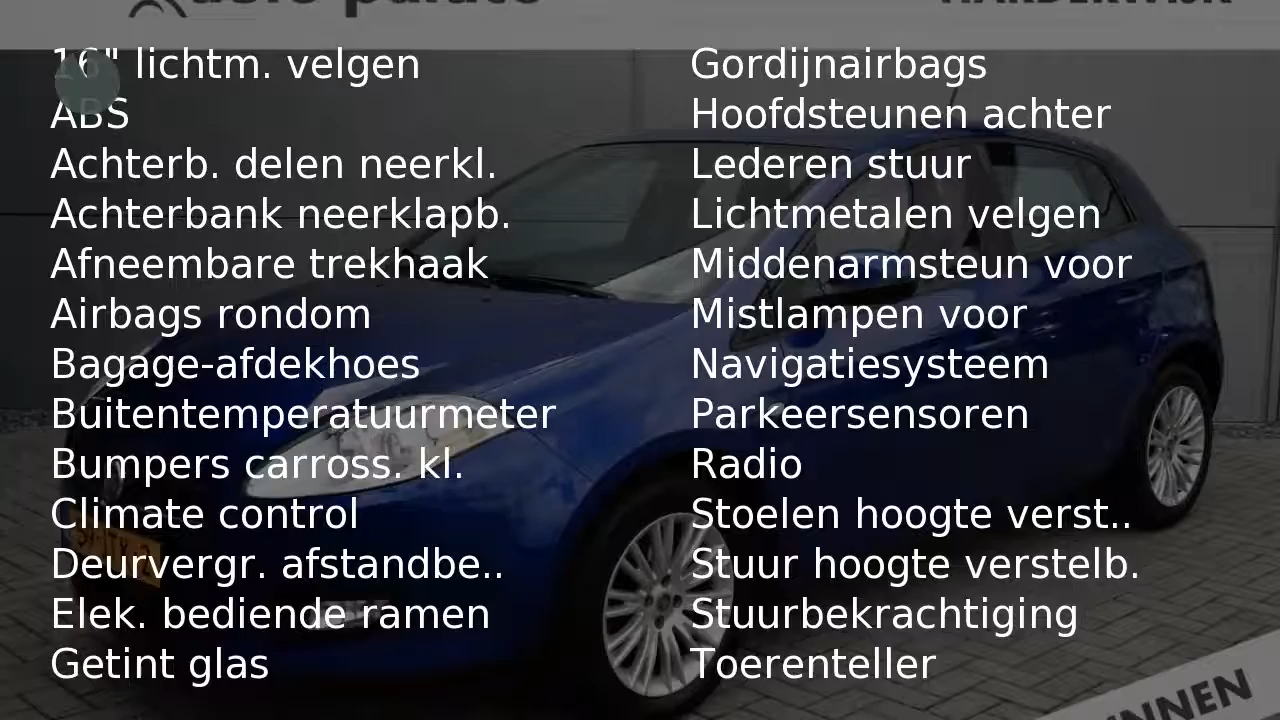 16" lichtm. velgen
ABS
Achterb. delen neerkl.
Achterbank neerklapb.
Afneembare trekhaak
Airbags rondom
Bagage-afdekhoes
Buitentemperatuurmeter
Bumpers carross. kl.
Climate control
Deurvergr. afstandbe..
Elek. bediende ramen
Getint glas
Gordijnairbags
Hoofdsteunen achter
Lederen stuur
Lichtmetalen velgen
Middenarmsteun voor
Mistlampen voor
Navigatiesysteem
Parkeersensoren
Radio
Stoelen hoogte verst..
Stuur hoogte verstelb.
Stuurbekrachtiging
Toerenteller